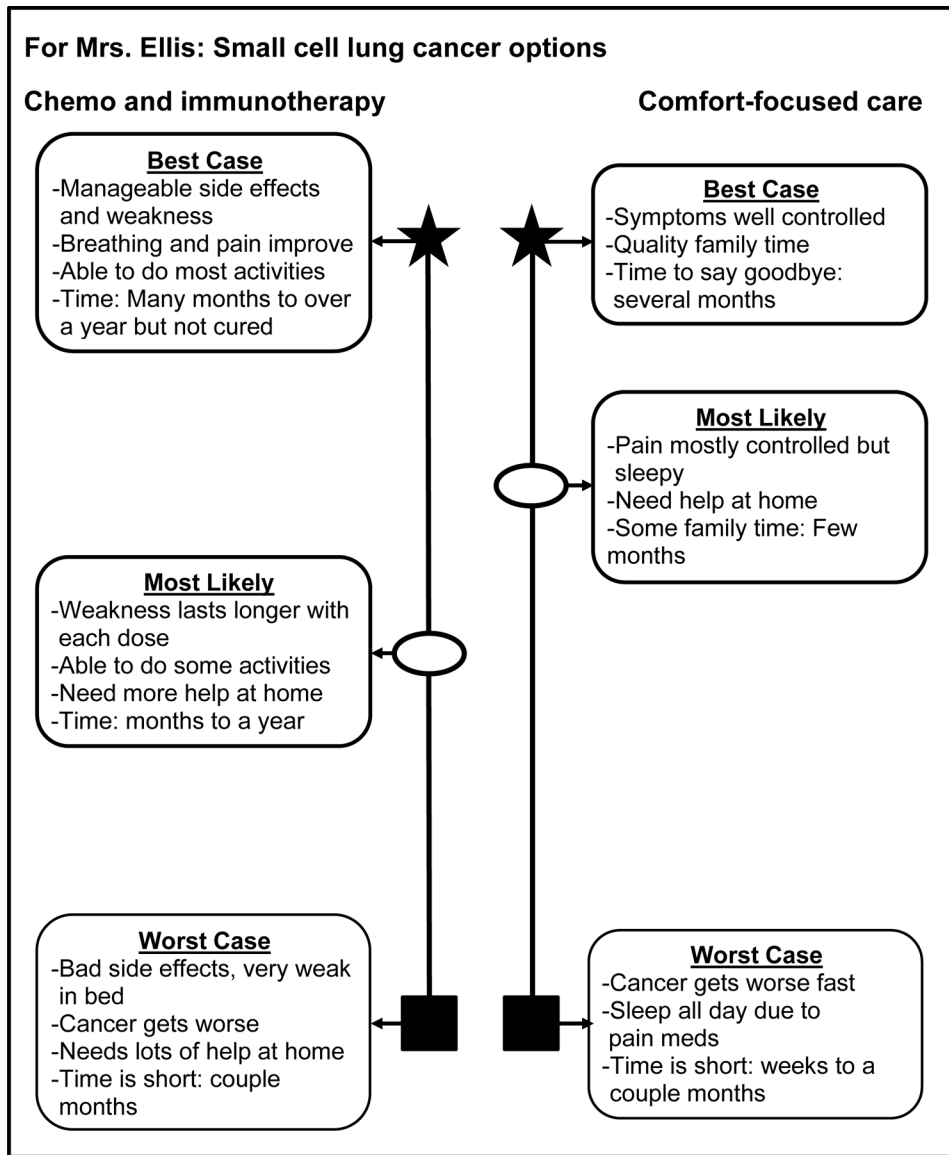 For Mrs. Ellis: Small cell lung cancer options
Chemo and immunotherapy
Best Case
-Manageable side effects
and weakness
-Breathing and pain improve
-Able to do most activities
-Time: Many months to over
a year but not cured
Most Likely
-Weakness lasts longer with
each dose
-Able to do some activities
-Need more help at home
-Time: months to a year
Worst Case
-Bad side effects, very weak
in bed
-Cancer gets worse
-Needs lots of help at home
-Time is short: couple
months
Comfort-focused care
Best Case
-Symptoms well controlled
-Quality family time
-Time to say goodbye:
several months
Most Likely
-Pain mostly controlled but
sleepy
-Need help at home
-Some family time: Few
months
Worst Case
-Cancer gets worse fast
-Sleep all day due to
pain meds
-Time is short: weeks to a
couple months